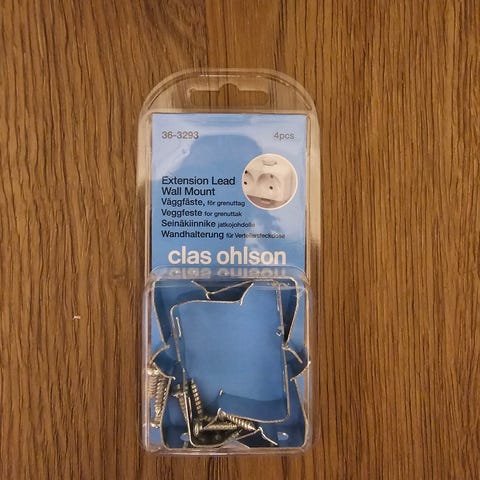 36-3293 4pcs
Extension Lead
Wall Mount
Väggfäste, för grenuttag
Veggfeste for grenuttak
Seinäkiinnike jatkojohdolle
Wandhalterung für Verteilersteckdose
clas ohlson